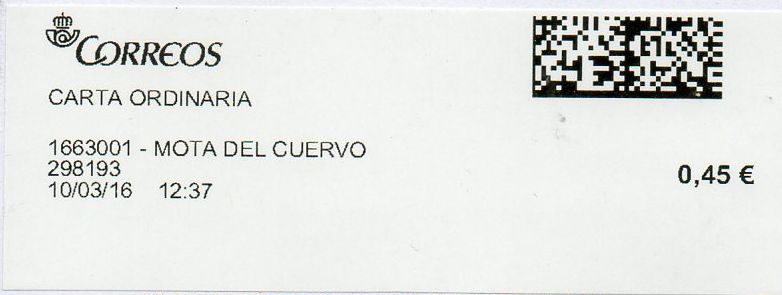 CORREOS
CARTA ORDINARIA
1663001 - MOTA DEL CUERVO
298193
10/03/16 12:37
0,45 €